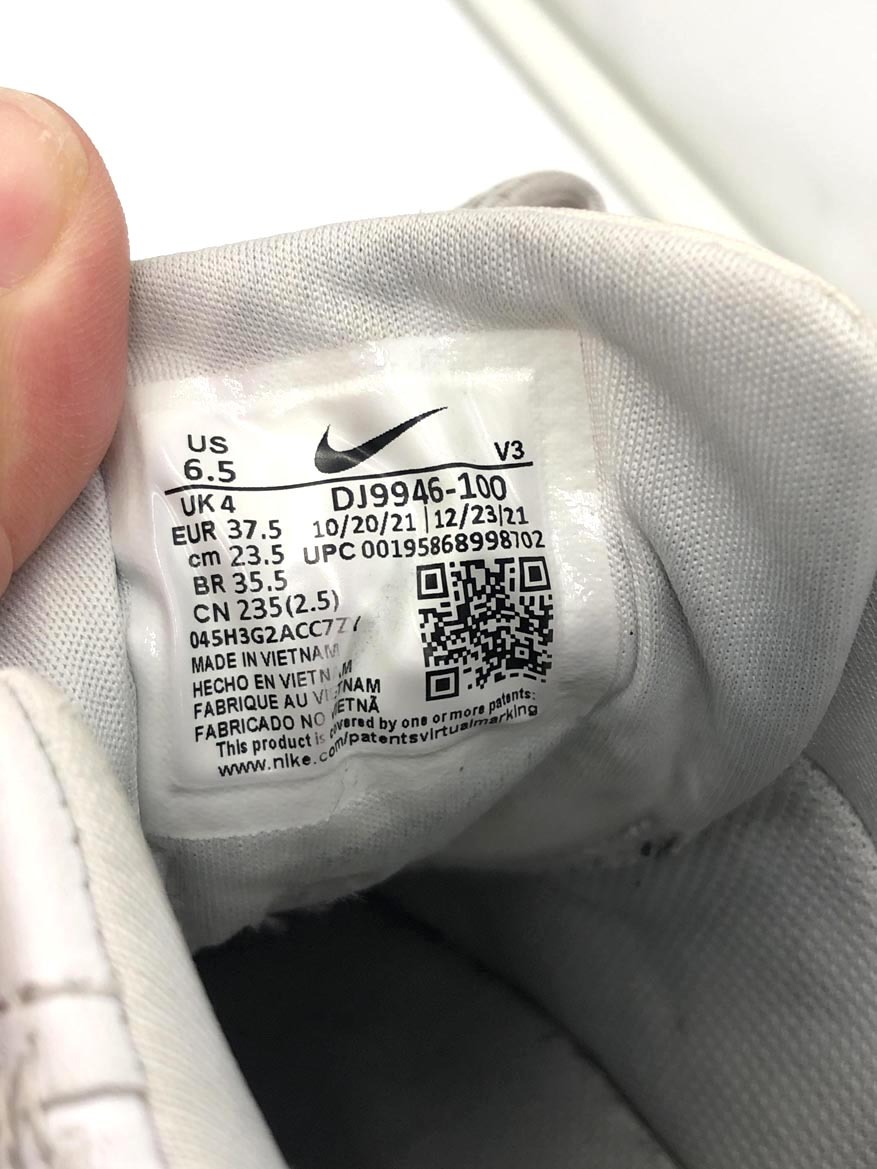 US
6.5
V3
UK 4
DJ9946-100
EUR 37.5
10/20/21 | 12/23/21
cm 23.5
UPC 00195868998702
BR 35.5
CN 235(2.5)
MADE IN VIETNAM
HECHO EN VIETNAM
FABRIQUE AU VIETNAM
FABRICADO NO VIETNÃ
This product is covered by one or more patents:
www.nike.com/patentsvirtualmarking